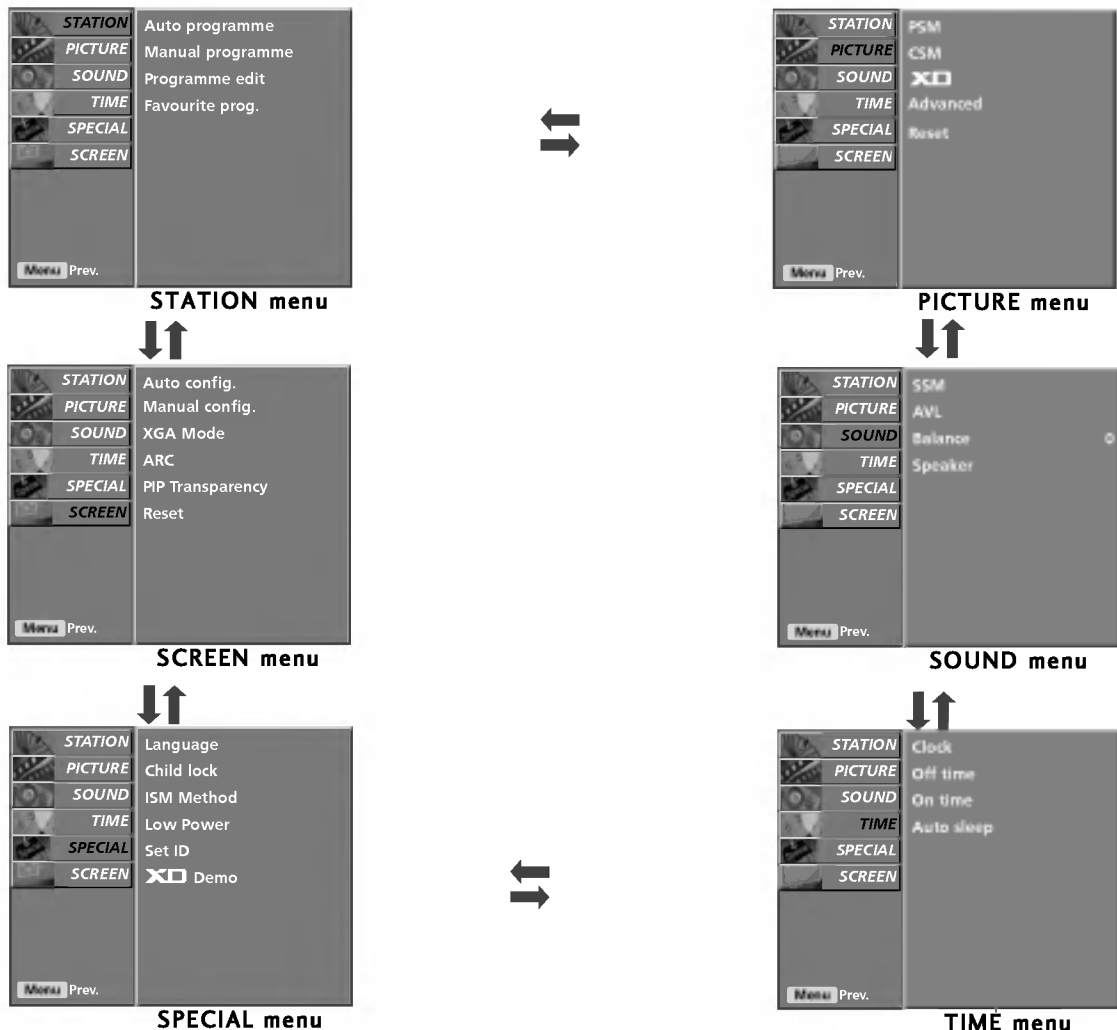 STATION
PICTURE
SOUND
TIME
SPECIAL
SCREEN
Auto programme
Manual programme
Programme edit
Favourite prog.
Menu Prev.
STATION menu
STATION
PICTURE
SOUND
TIME
SPECIAL
SCREEN
PSM
CSM
XD
Advanced
Reset
Menu Prev.
PICTURE menu
STATION
PICTURE
SOUND
TIME
SPECIAL
SCREEN
Auto config.
Manual config.
XGA Mode
ARC
PIP Transparency
Reset
Menu Prev.
SCREEN menu
STATION
PICTURE
SOUND
TIME
SPECIAL
SCREEN
SSM
AVL
Balance 0
Speaker
Menu Prev.
SOUND menu
STATION
PICTURE
SOUND
TIME
SPECIAL
SCREEN
Language
Child lock
ISM Method
Low Power
Set ID
XD Demo
Menu Prev.
SPECIAL menu
STATION
PICTURE
SOUND
TIME
SPECIAL
SCREEN
Clock
Off time
On time
Auto sleep
Menu Prev.
TIME menu